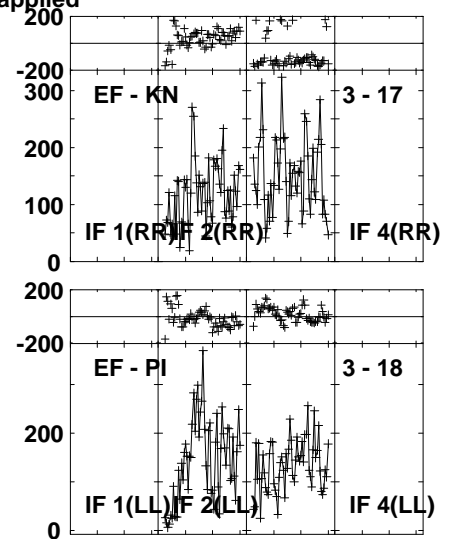 applied
200
-200
300
EF - KN 3 - 17
200
100
IF 1(RR) IF 2(RR) IF 4(RR)
0
200
-200
EF - PI 3 - 18
200
IF 1(LL) IF 2(LL) IF 4(LL)
0